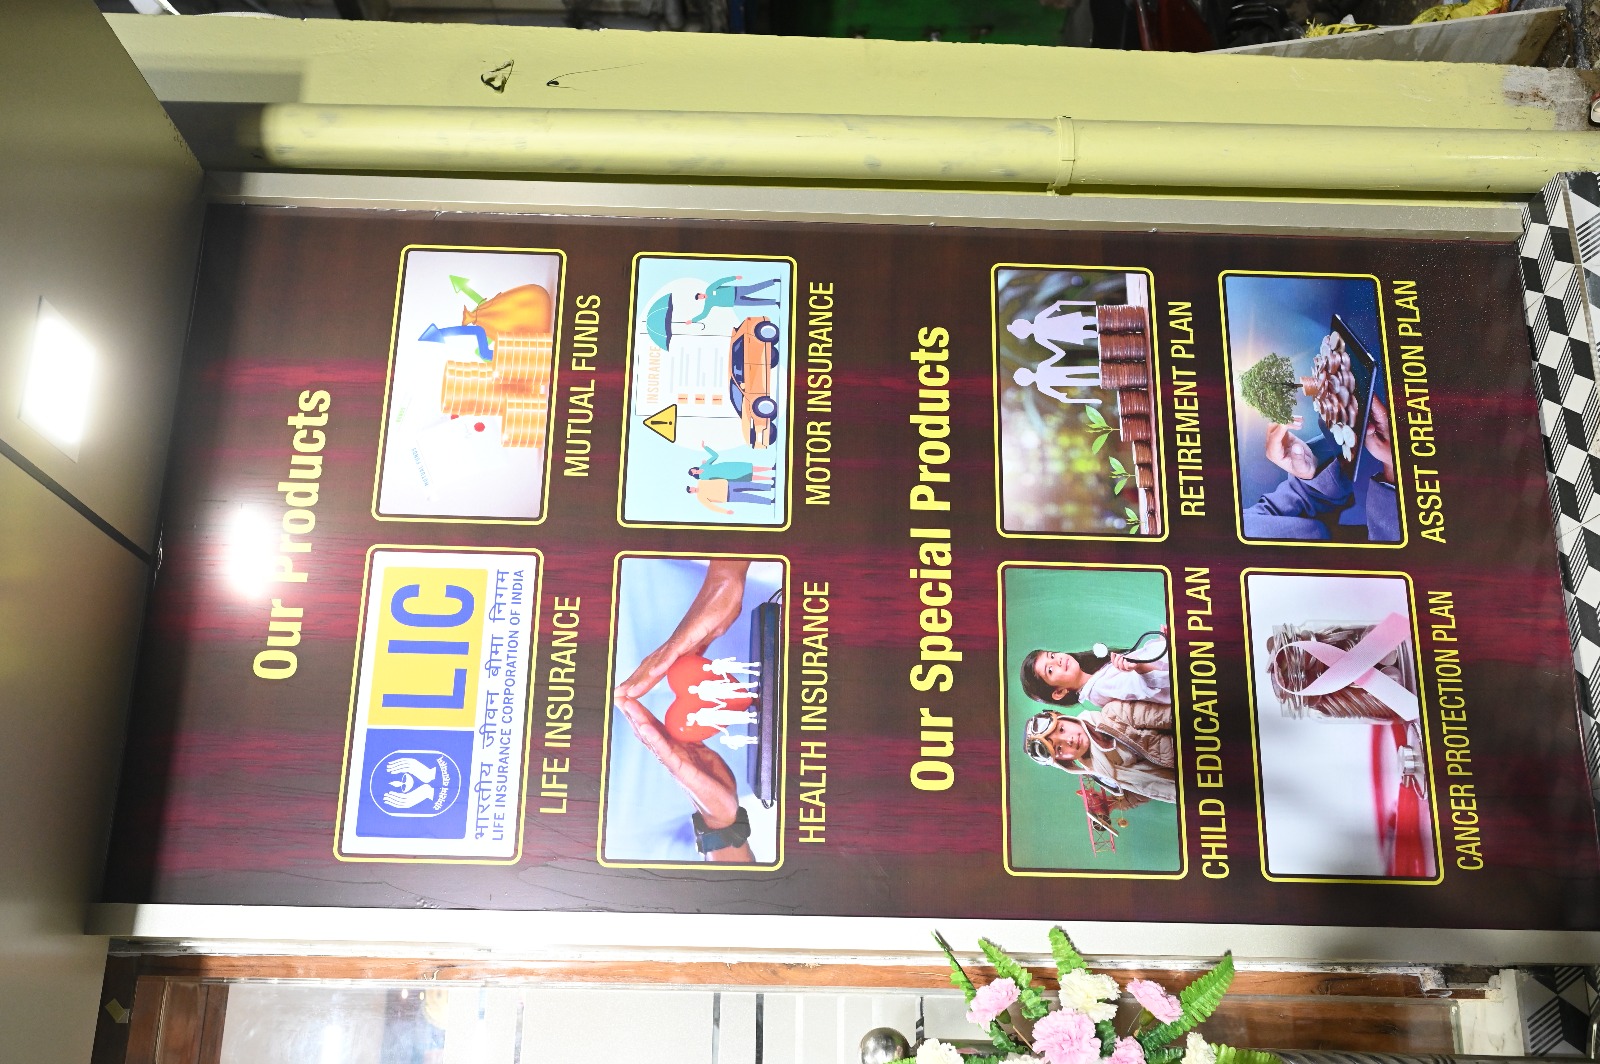 Our Products
LIC
भारतीय जीवन बीमा निगम
LIFE INSURANCE CORPORATION OF INDIA
LIFE INSURANCE
MUTUAL FUNDS
INSURANCE
HEALTH INSURANCE
MOTOR INSURANCE
Our Special Products
CHILD EDUCATION PLAN
RETIREMENT PLAN
CANCER PROTECTION PLAN
ASSET CREATION PLAN